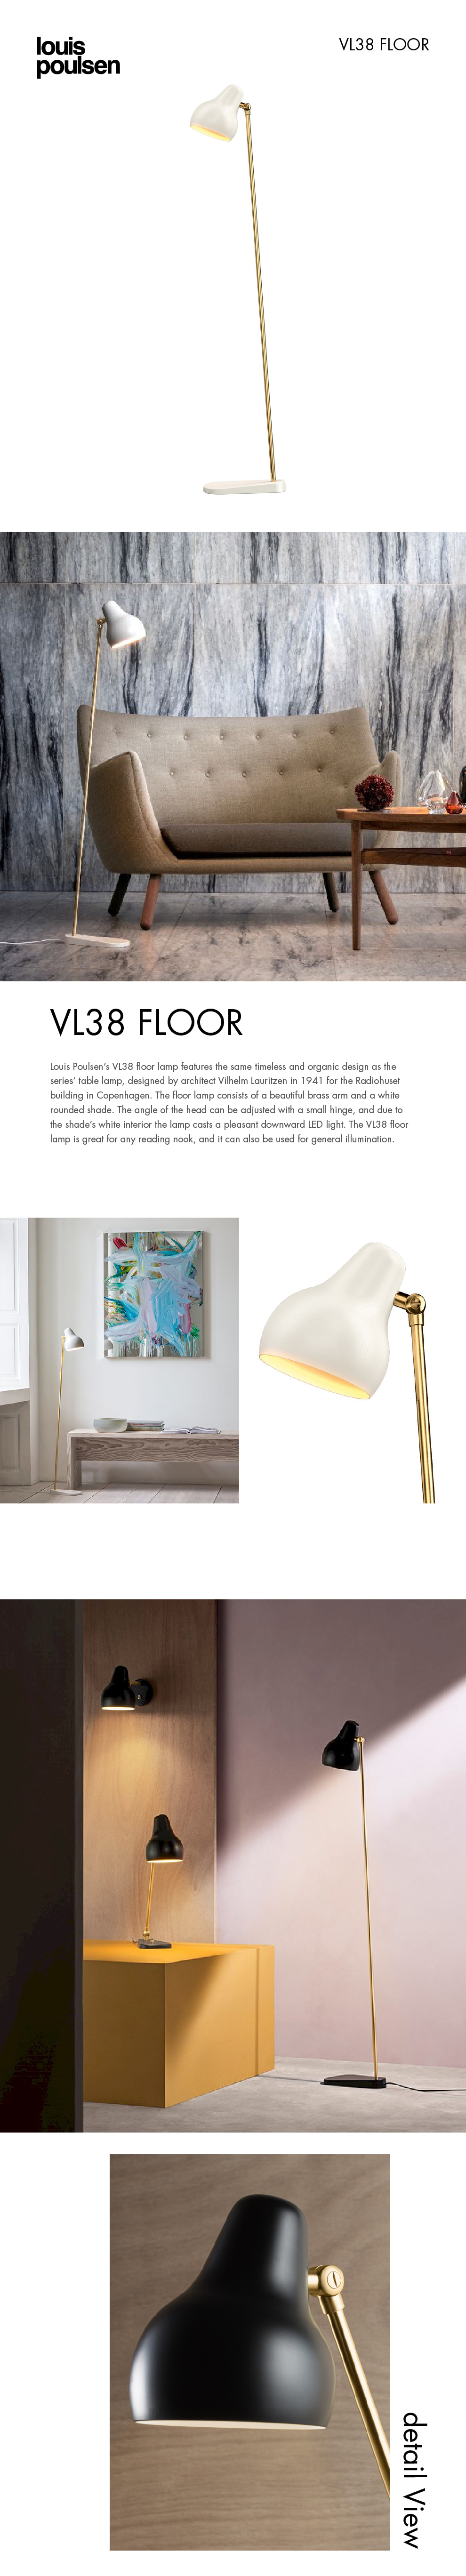 louis
poulsen
VL38 FLOOR
VL38 FLOOR
Louis Poulsen's VL38 floor lamp features the same timeless and organic design as the
series' table lamp, designed by architect Vilhelm Lauritzen in 1941 for the Radiohuset
building in Copenhagen. The floor lamp consists of a beautiful brass arm and a white
rounded shade. The angle of the head can be adjusted with a small hinge, and due to
the shade's white interior the lamp casts a pleasant downward LED light. The VL38 floor
lamp is great for any reading nook, and it can also be used for general illumination.
detail View